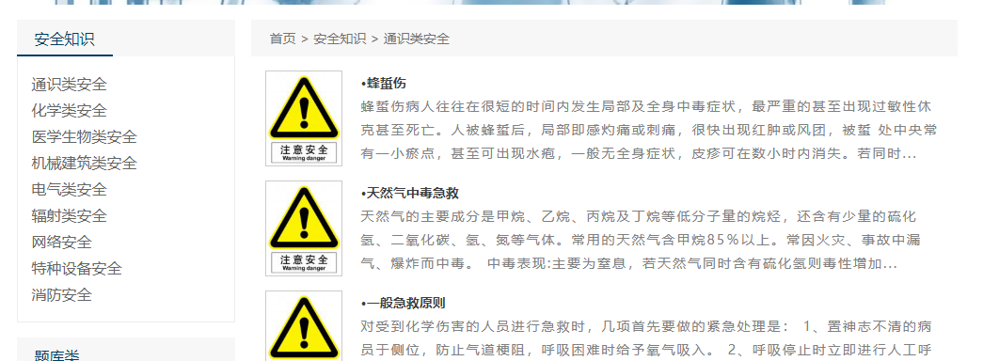 安全知识
通识类安全
化学类安全
医学生物类安全
机械建筑类安全
电气类安全
辐射类安全
网络安全
特种设备安全
消防安全
题库类
首页 > 安全知识 > 通识类安全
注意安全
Warning danger
•蜂蜇伤
蜂蜇伤病人往往在很短的时间内发生局部及全身中毒症状，最严重的甚至出现过敏性休
克甚至死亡。人被蜂蜇后，局部即感灼痛或刺痛，很快出现红肿或风团，被蜇 处中央常
有一小瘀点，甚至可出现水疱，一般无全身症状，皮疹可在数小时内消失。若同时...
注意安全
Warning danger
•天然气中毒急救
天然气的主要成分是甲烷、乙烷、丙烷及丁烷等低分子量的烷烃，还含有少量的硫化
氢、二氧化碳、氢、氮等气体。常用的天然气含甲烷85%以上。常因火灾、事故中漏
气、爆炸而中毒。 中毒表现:主要为窒息，若天然气同时含有硫化氢则毒性增加...
•一般急救原则
对受到化学伤害的人员进行急救时，几项首先要做的紧急处理是： 1、置神志不清的病
员于侧位，防止气道梗阻，呼吸困难时给予氧气吸入。 2、呼吸停止时立即进行人工呼